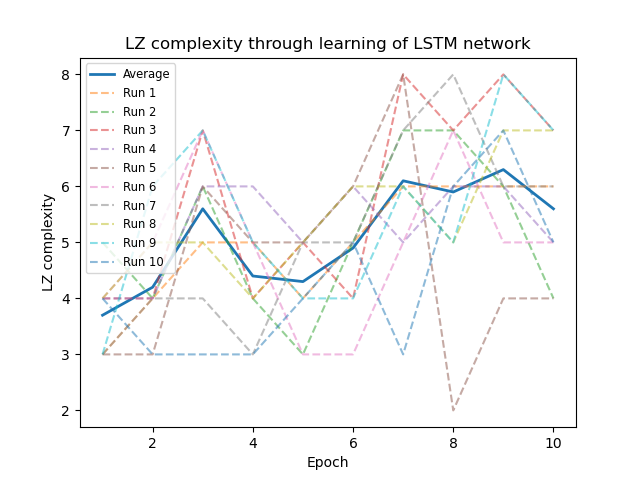 LZ complexity through learning of LSTM network
LZ complexity
8
7
6
5
4
3
2
Average
Run 1
Run 2
Run 3
Run 4
Run 5
Run 6
Run 7
Run 8
Run 9
Run 10
2
4
6
8
10
Epoch